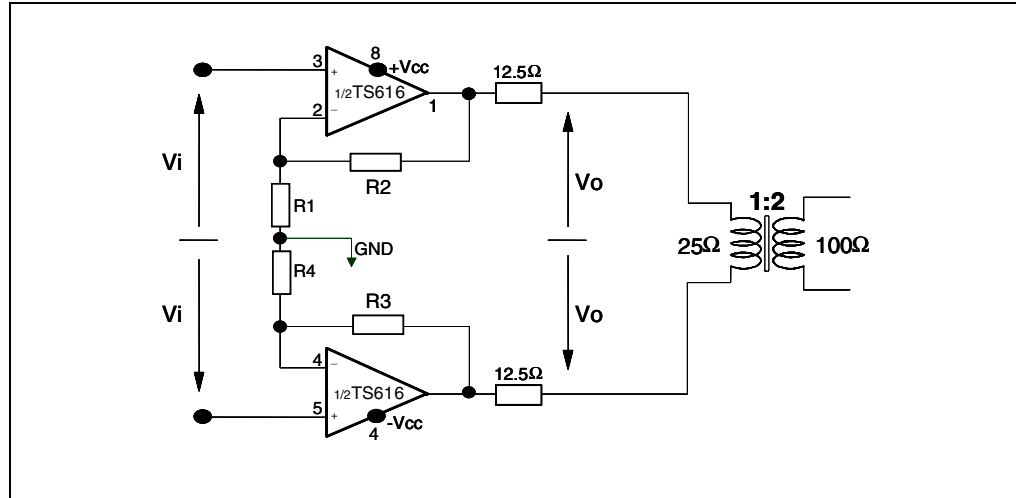 8
3
+
+Vcc
12.5Ω
1/2TS616
2
–
1
Vi
Vo
R2
R1
1:2
GND
25Ω
100Ω
R4
Vi
R3
Vo
4
–
12.5Ω
1/2TS616
5
+
-Vcc
4